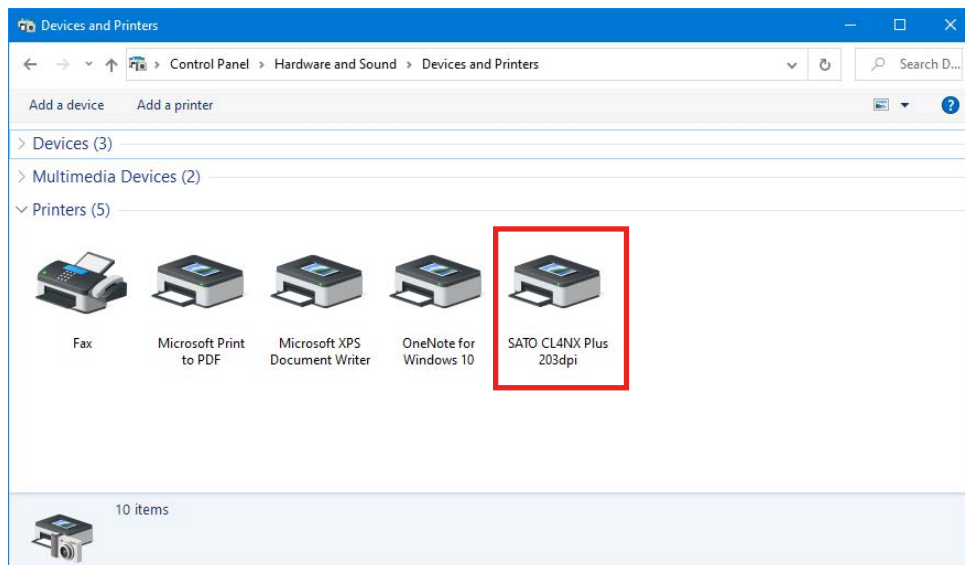 Devices and Printers
Control Panel > Hardware and Sound > Devices and Printers
Search D...
Add a device Add a printer
?
Devices (3)
Multimedia Devices (2)
Printers (5)
Fax
Microsoft Print
to PDF
Microsoft XPS
Document Writer
OneNote for
Windows 10
SATO CL4NX Plus
203dpi
10 items